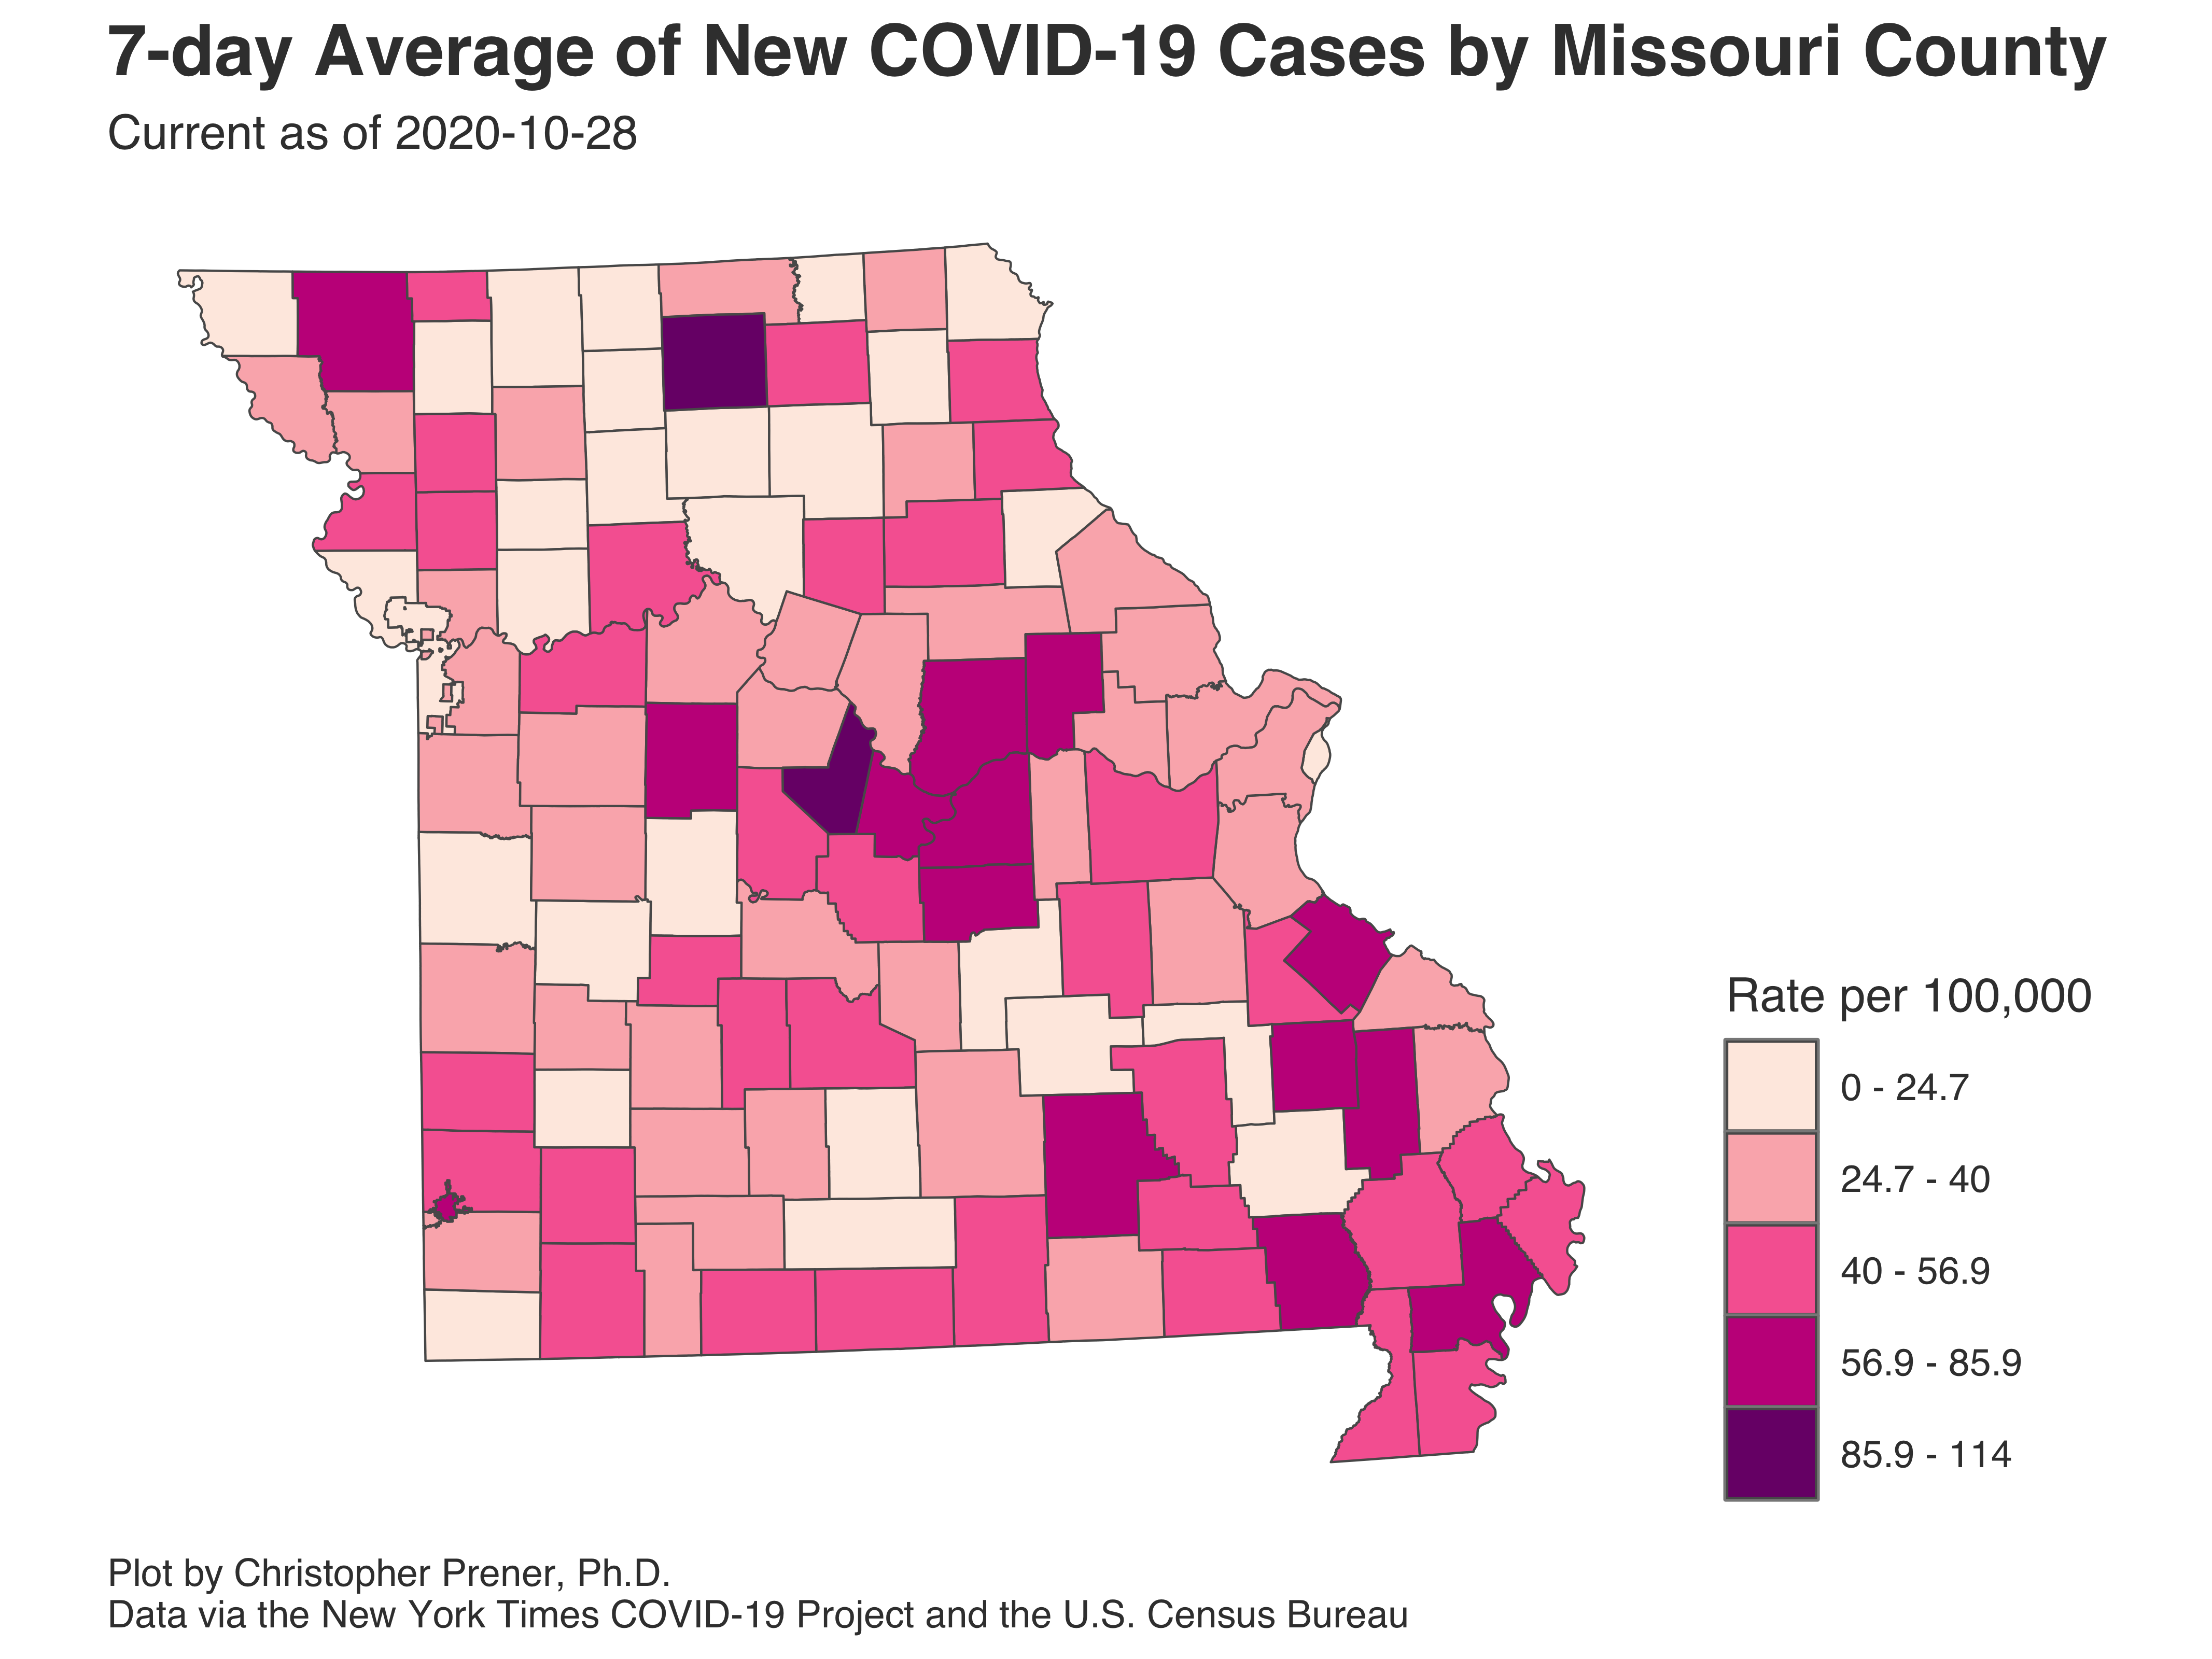 7-day Average of New COVID-19 Cases by Missouri County
Current as of 2020-10-28
Rate per 100,000
0 - 24.7
24.7 - 40
40 - 56.9
56.9 - 85.9
85.9 - 114
Plot by Christopher Prener, Ph.D.
Data via the New York Times COVID-19 Project and the U.S. Census Bureau